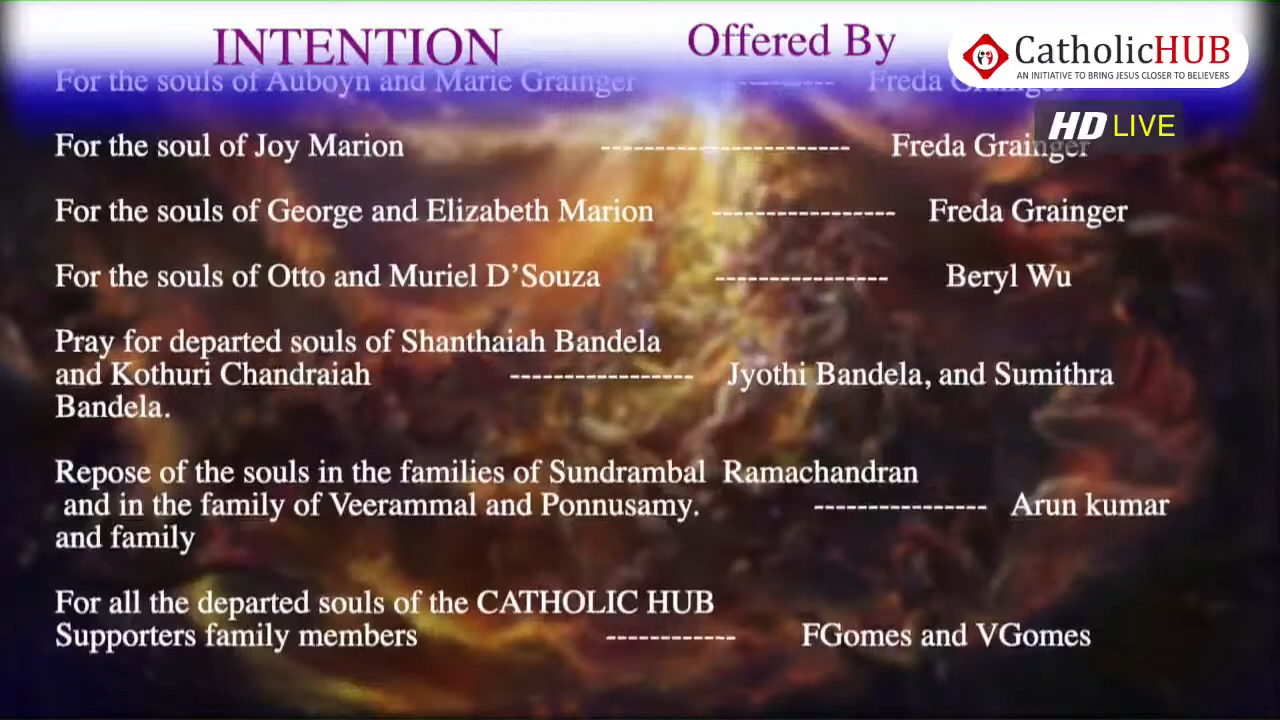 INTENTION Offered By
CatholicHUB
AN INITIATIVE TO BRING JESUS CLOSER TO BELIEVERS
For the souls of Auboyn and Marie Grainger --------- Freda Grainger
HD LIVE
For the soul of Joy Marion ----------------------- Freda Grainger
For the souls of George and Elizabeth Marion ----------------- Freda Grainger
For the souls of Otto and Muriel D’Souza ---------------- Beryl Wu
Pray for departed souls of Shanthaiah Bandela
and Kothuri Chandraiah ----------------- Jyothi Bandela, and Sumithra
Bandela.
Repose of the souls in the families of Sundrambal Ramachandran
and in the family of Veerammal and Ponnusamy. ---------------- Arun kumar
and family
For all the departed souls of the CATHOLIC HUB
Supporters family members ------------ FGomes and VGomes